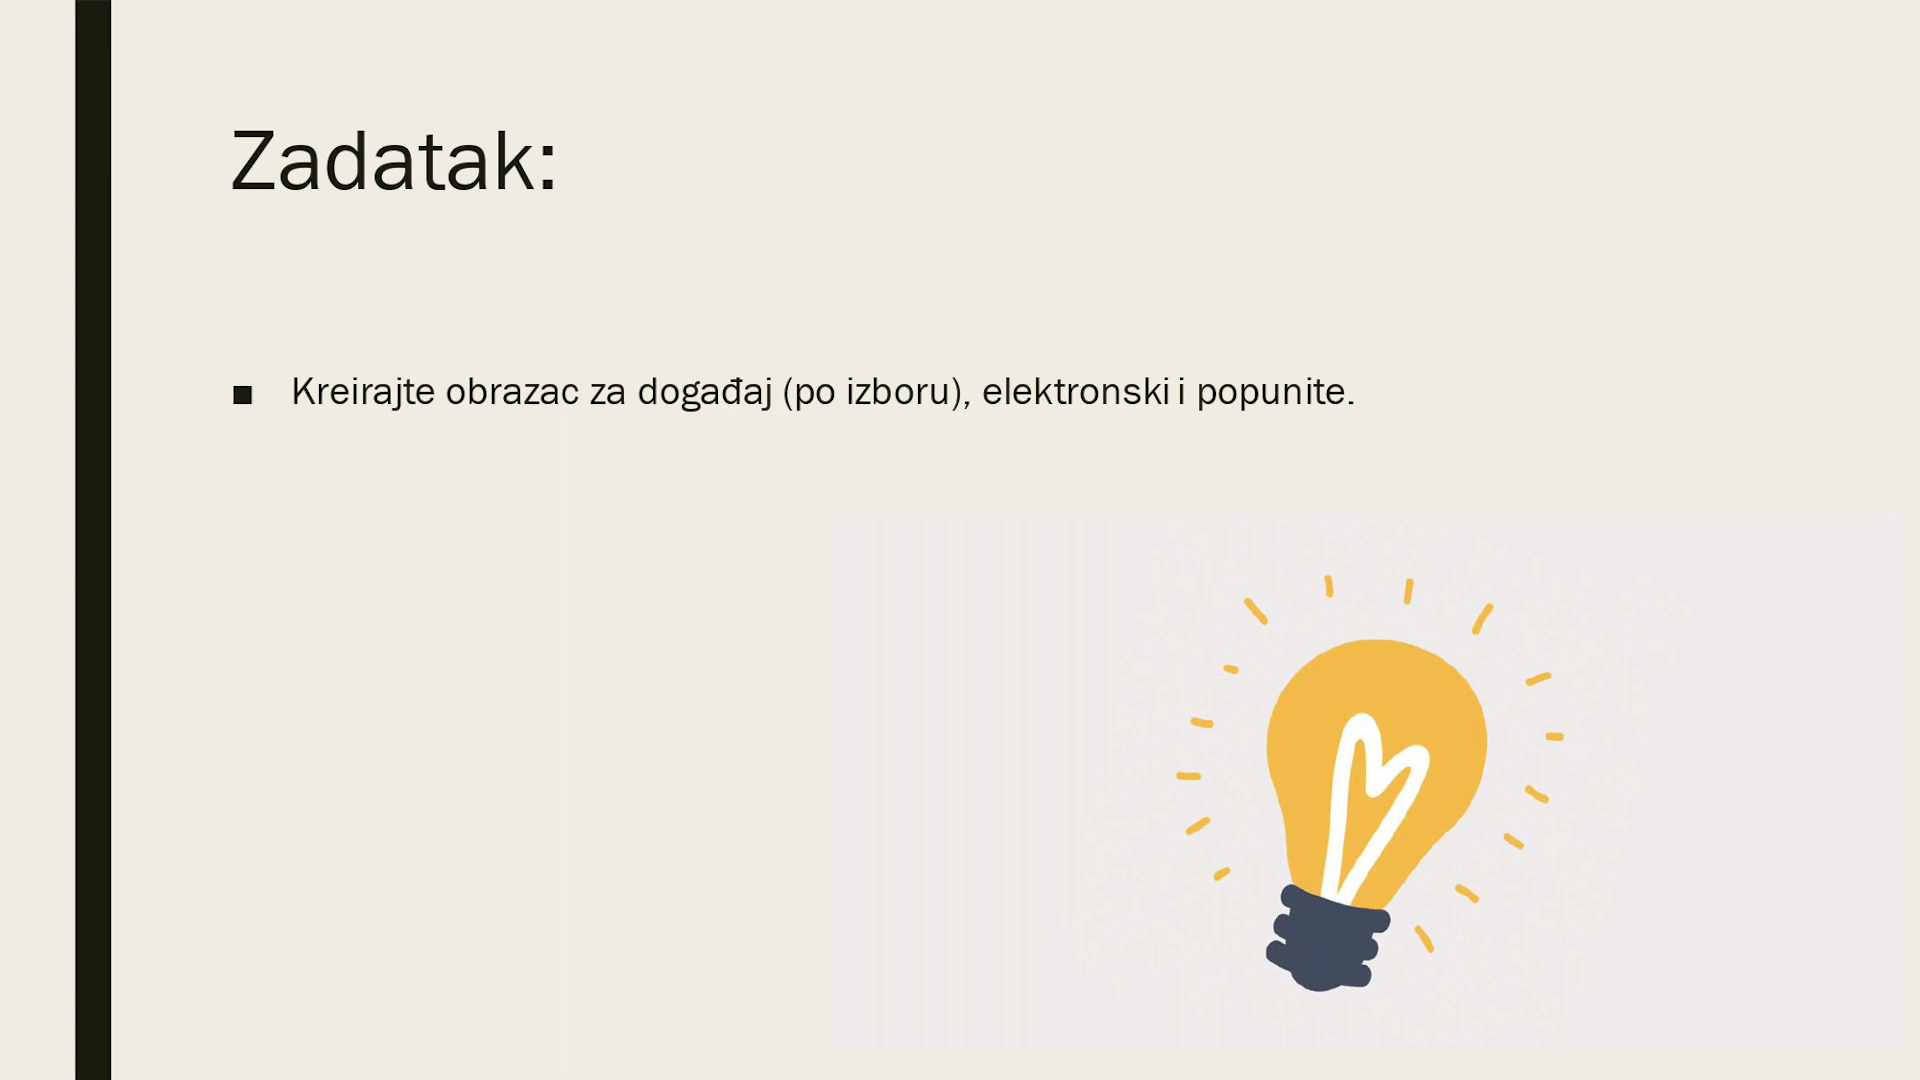 Zadatak:
■ Kreirajte obrazac za događaj (po izboru), elektronski i popunite.